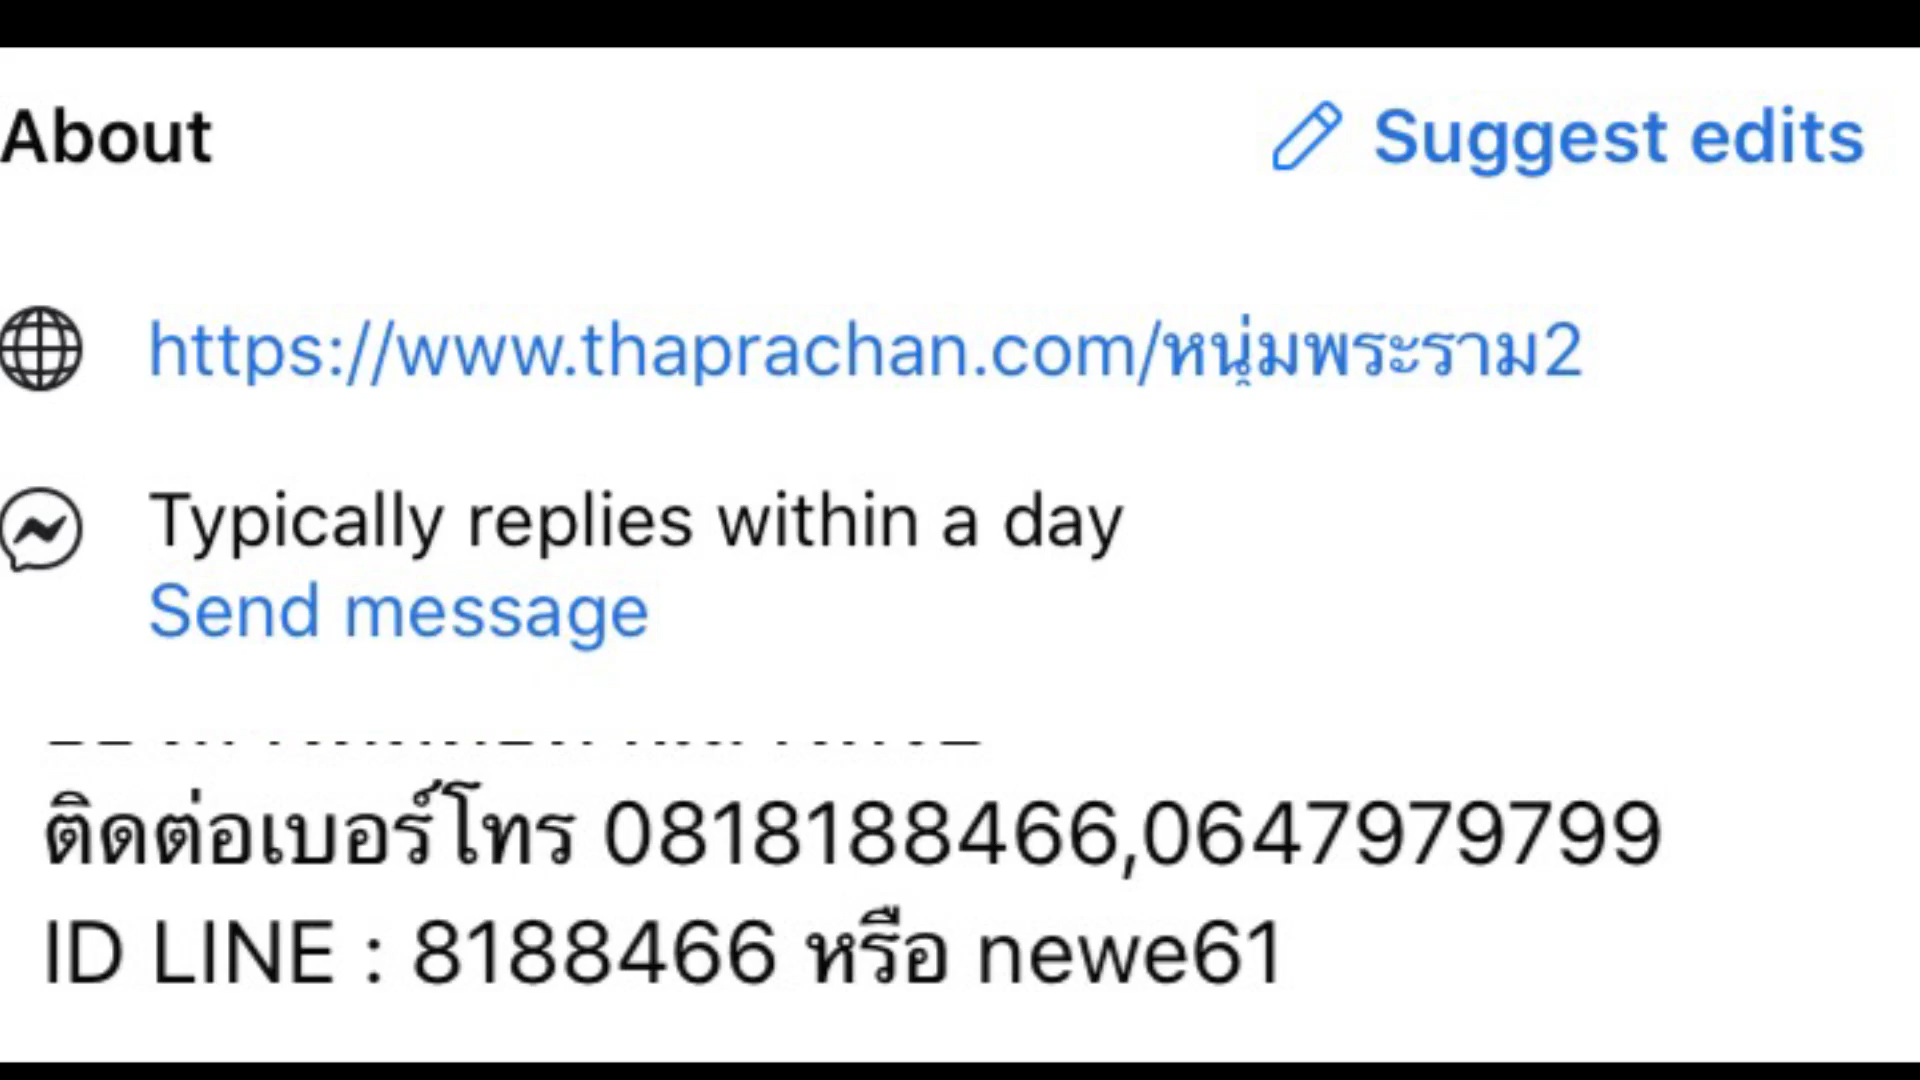 About
Suggest edits
https://www.thaprachan.com/หนุ่มพระราม2
Typically replies within a day
Send message
ติดต่อเบอร์โทร 0818188466,0647979799
ID LINE : 8188466 หรือ newe61